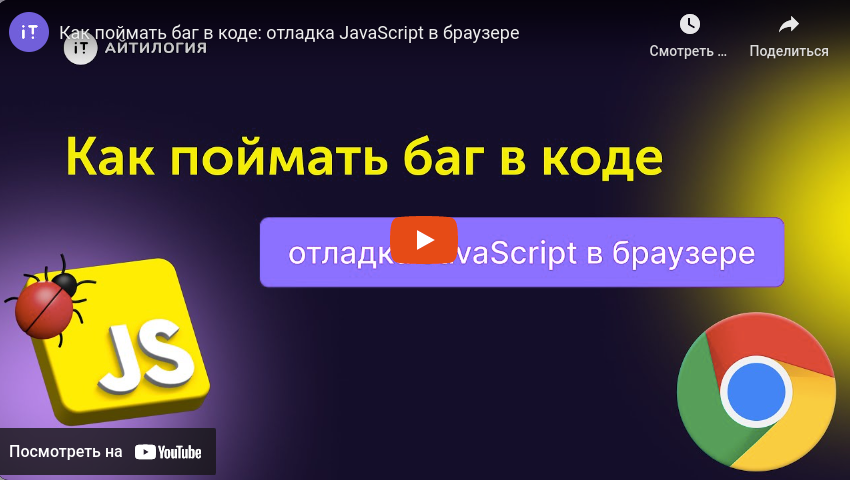 iT Как поймать баг в коде: отладка JavaScript в браузере
Смотреть ...
Поделиться
iT АЙТИЛОГИЯ
Как поймать баг в коде
отладка JavaScript в браузере
JS
Посмотреть на YouTube